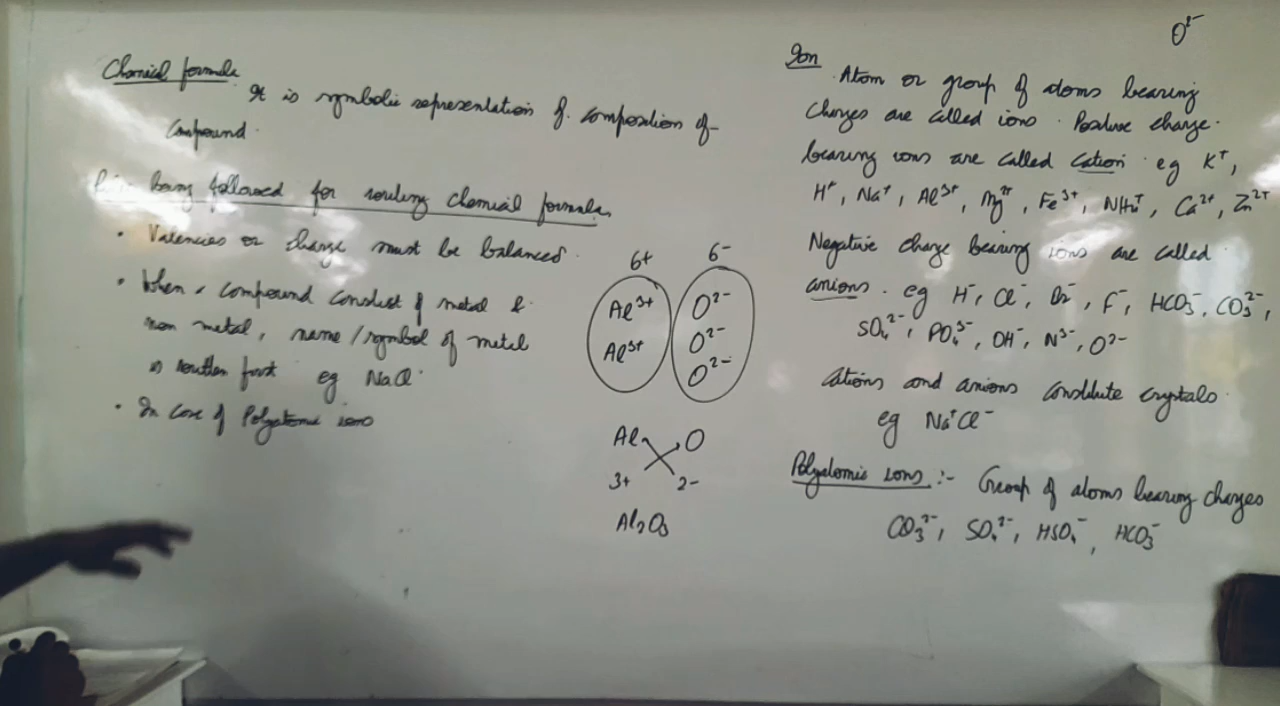 Chemical formula
It is symbolic representation of composition of
Compound.
being followed for writing chemical formula.
• Valencies or charge must be balanced.
• When a compound consist of metal &
non metal, name/symbol of metal
is written first eg NaCl.
• In case of Polyatomic ions
6+ 6-
Al³⁺ O²⁻
Al³⁺ O²⁻
O²⁻
Al O
3+ 2-
Al₂O₃
O²⁻
Ion
Atom or group of atoms bearing
charges are called ions. Positive charge.
bearing ions are called cation. eg K⁺,
H⁺, Na⁺, Al³⁺, Mg²⁺, Fe³⁺, NH₄⁺, Ca²⁺, Zn²⁺
Negative charge bearing ions are called
anions. eg H⁻, Cl⁻, Br⁻, F⁻, HCO₃⁻, CO₃²⁻,
SO₄²⁻, PO₄³⁻, OH⁻, N³⁻, O²⁻
Cations and anions constitute crystals.
eg Na⁺Cl⁻
Polyatomic ions :- Group of atoms bearing charges
CO₃²⁻, SO₄²⁻, HSO₄⁻, HCO₃⁻